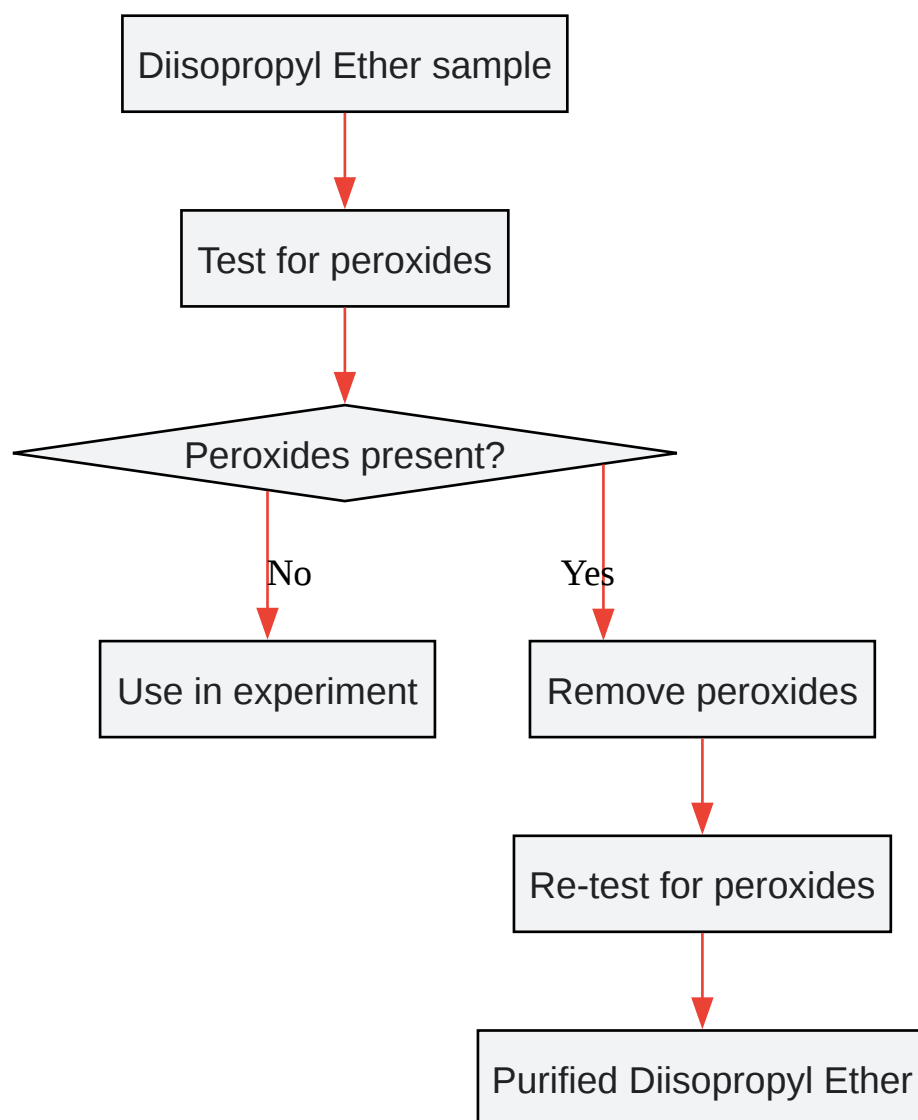 Diisopropyl Ether sample
Test for peroxides
Peroxides present?
No
Yes
Use in experiment
Remove peroxides
Re-test for peroxides
Purified Diisopropyl Ether